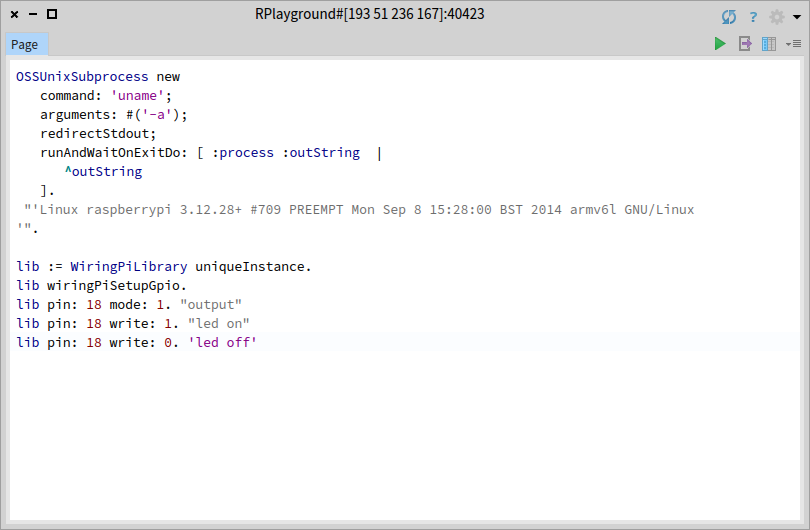 RPlayground#[193 51 236 167]:40423
Page
OSSUnixSubprocess new
command: 'uname';
arguments: #('-a');
redirectStdout;
runAndWaitOnExitDo: [ :process :outString  |
^outString
].
"'Linux raspberrypi 3.12.28+ #709 PREEMPT Mon Sep 8 15:28:00 BST 2014 armv6l GNU/Linux
'".
lib := WiringPiLibrary uniqueInstance.
lib wiringPiSetupGpio.
lib pin: 18 mode: 1. "output"
lib pin: 18 write: 1. "led on"
lib pin: 18 write: 0. 'led off'